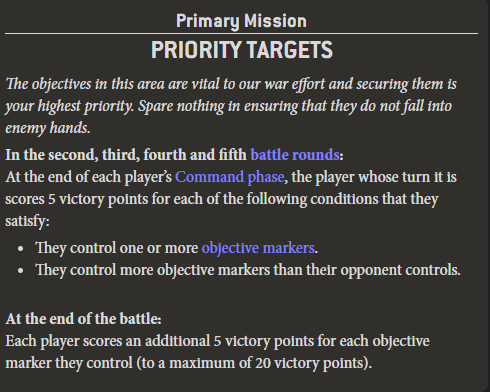 Primary Mission
PRIORITY TARGETS
The objectives in this area are vital to our war effort and securing them is
your highest priority. Spare nothing in ensuring that they do not fall into
enemy hands.
In the second, third, fourth and fifth battle rounds:
At the end of each player's Command phase, the player whose turn it is
scores 5 victory points for each of the following conditions that they
satisfy:
• They control one or more objective markers.
• They control more objective markers than their opponent controls.
At the end of the battle:
Each player scores an additional 5 victory points for each objective
marker they control (to a maximum of 20 victory points).